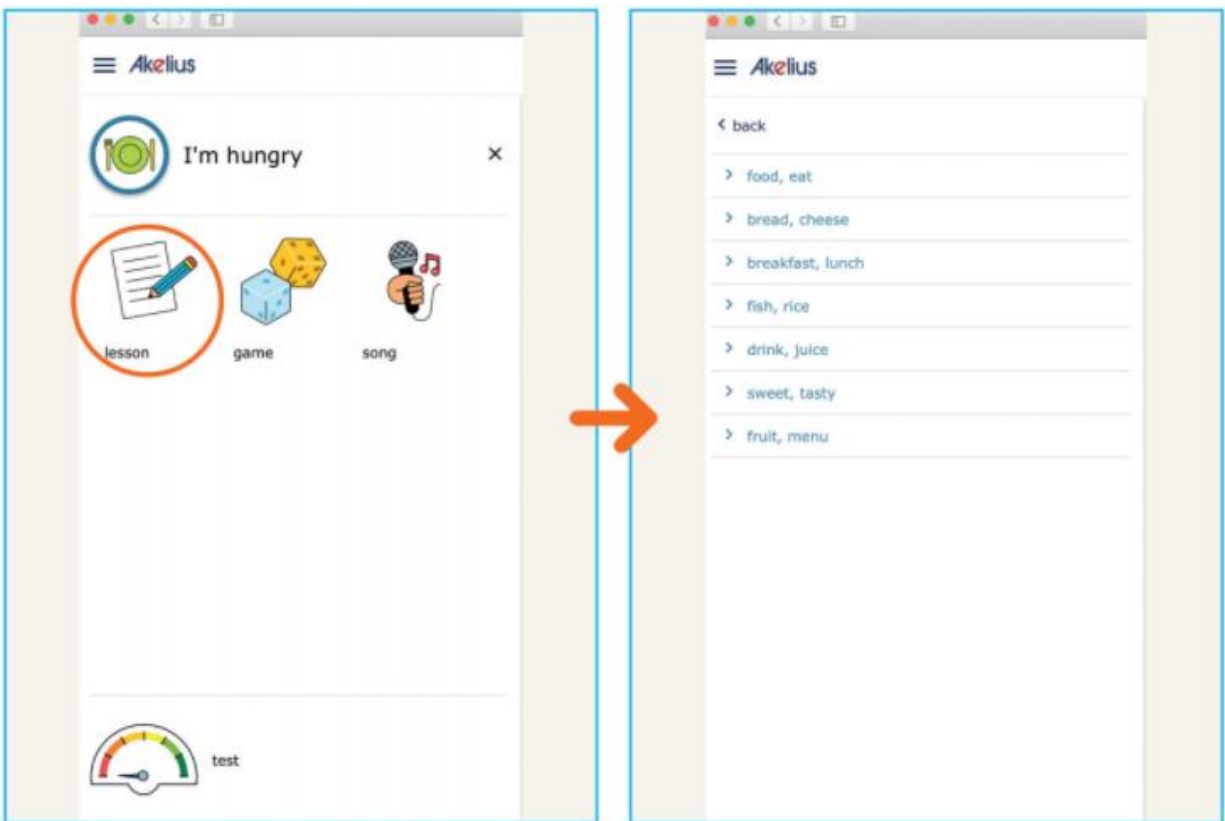 Akelius
I'm hungry ×
lesson game song
test
Akelius
< back
> food, eat
> bread, cheese
> breakfast, lunch
> fish, rice
> drink, juice
> sweet, tasty
> fruit, menu